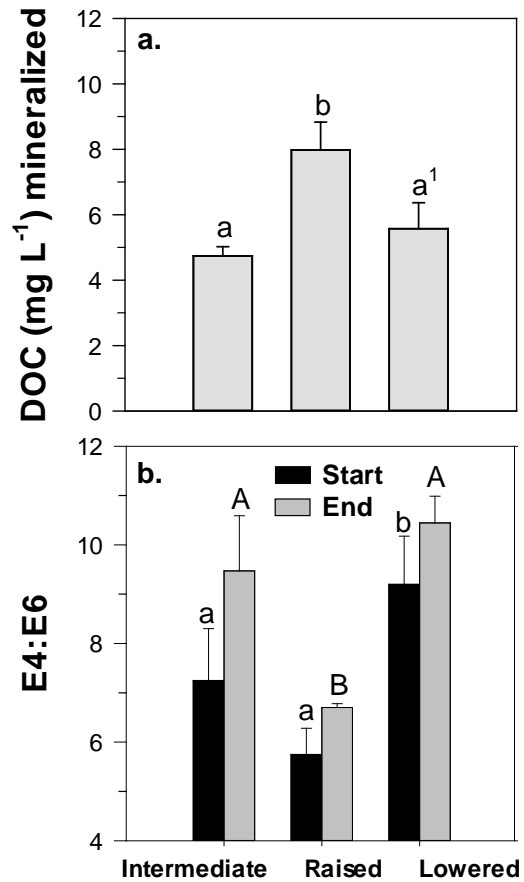 a.
12
10
8
6
4
2
0
DOC (mg L⁻¹) mineralized
a
b
a¹
b.
Start
End
12
10
8
6
4
E4:E6
a
A
a
B
b
A
Intermediate Raised Lowered